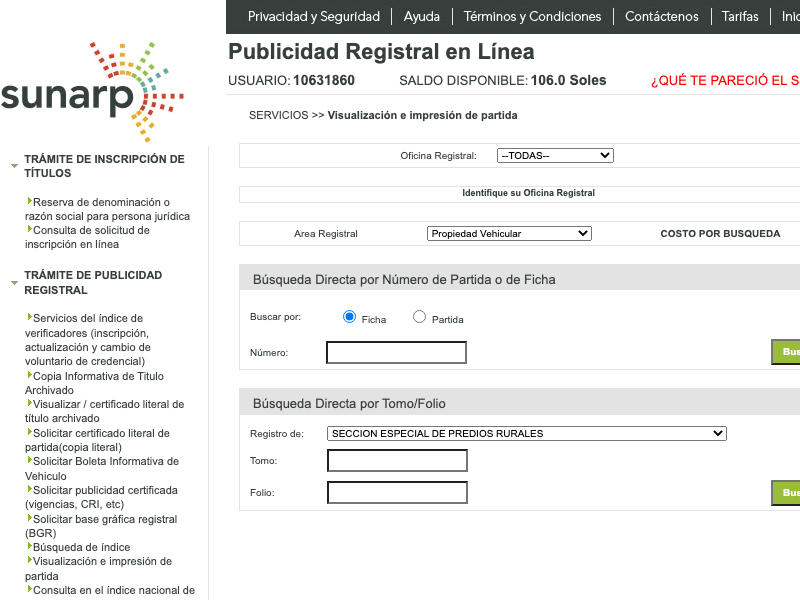 Privacidad y Seguridad
Ayuda
Términos y Condiciones
Contáctenos
Tarifas
sunarp
Publicidad Registral en Línea
USUARIO: 10631860 SALDO DISPONIBLE: 106.0 Soles ¿QUÉ TE PARECIÓ EL
SERVICIOS >> Visualización e impresión de partida
TRÁMITE DE INSCRIPCIÓN DE
TÍTULOS
Reserva de denominación o
razón social para persona jurídica
Consulta de solicitud de
inscripción en línea
TRÁMITE DE PUBLICIDAD
REGISTRAL
Servicios del índice de
verificadores (inscripción,
actualización y cambio de
voluntario de credencial)
Copia Informativa de Titulo
Archivado
Visualizar / certificado literal de
título archivado
Solicitar certificado literal de
partida(copia literal)
Solicitar Boleta Informativa de
Vehiculo
Solicitar publicidad certificada
(vigencias, CRI, etc)
Solicitar base gráfica registral
(BGR)
Búsqueda de índice
Visualización e impresión de
partida
Consulta en el índice nacional de
Oficina Registral: --TODAS--
Identifique su Oficina Registral
Area Registral Propiedad Vehicular COSTO POR BUSQUEDA
Búsqueda Directa por Número de Partida o de Ficha
Buscar por: Ficha Partida
Número:
Búsqueda Directa por Tomo/Folio
Registro de: SECCION ESPECIAL DE PREDIOS RURALES
Tomo:
Folio: